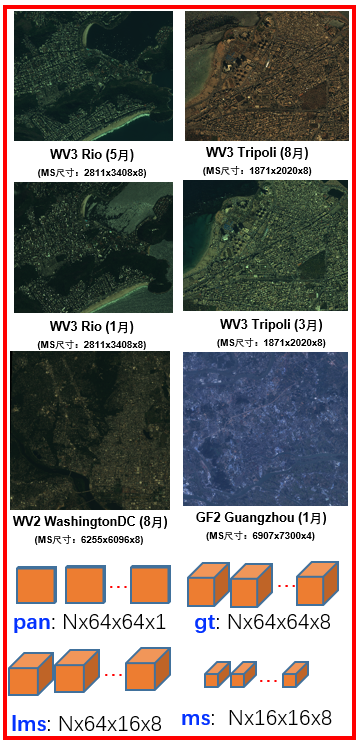 WV3 Rio (5月)
(MS尺寸：2811x3408x8)
WV3 Tripoli (8月)
(MS尺寸：1871x2020x8)
WV3 Rio (1月)
(MS尺寸：2811x3408x8)
WV3 Tripoli (3月)
(MS尺寸：1871x2020x8)
WV2 WashingtonDC (8月)
(MS尺寸：6255x6096x8)
GF2 Guangzhou (1月)
(MS尺寸：6907x7300x4)
...
...
pan: Nx64x64x1
gt: Nx64x64x8
...
...
lms: Nx64x16x8
ms: Nx16x16x8